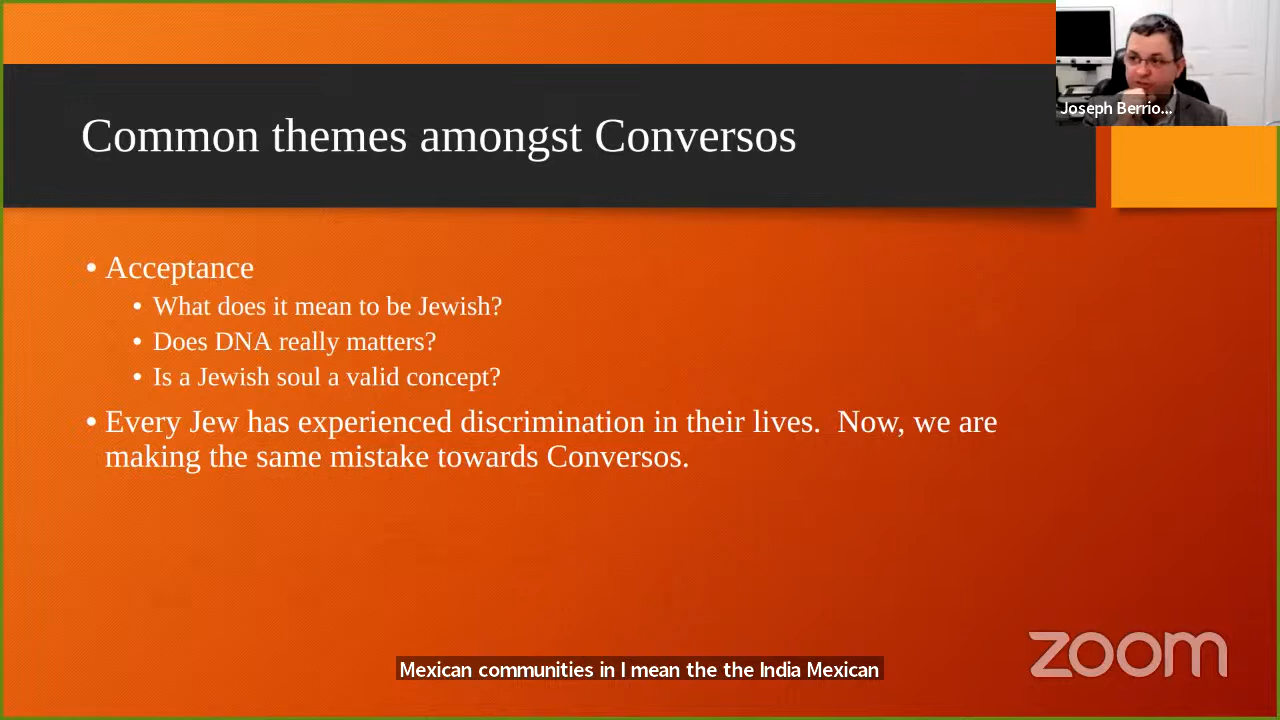 Joseph Berrio...
Common themes amongst Conversos
• Acceptance
• What does it mean to be Jewish?
• Does DNA really matters?
• Is a Jewish soul a valid concept?
• Every Jew has experienced discrimination in their lives.  Now, we are
making the same mistake towards Conversos.
zoom
Mexican communities in I mean the the India Mexican